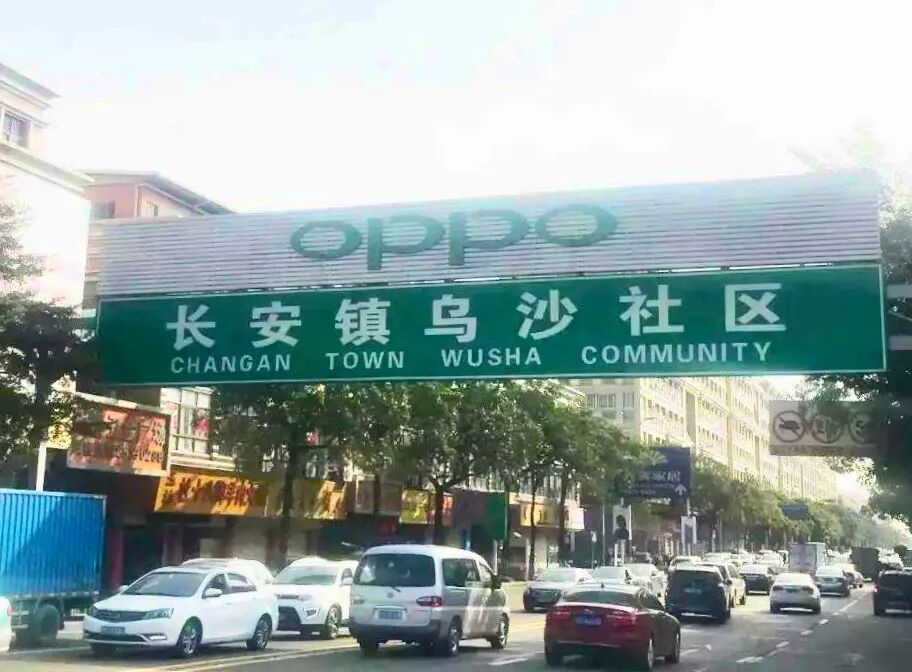 oppo
长安镇乌沙社区
CHANGAN TOWN WUSHA COMMUNITY